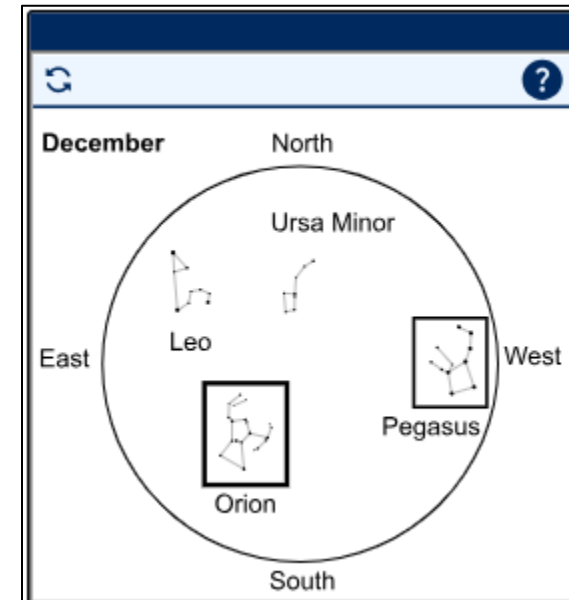 ?
December
North
Ursa Minor
Leo
East
West
Pegasus
Orion
South